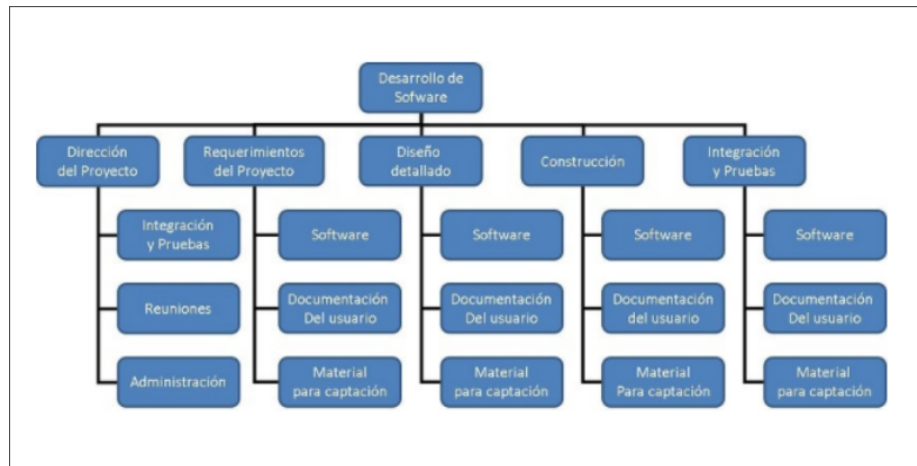 Desarrollo de
Sofware
Dirección
del Proyecto
Requerimientos
del Proyecto
Diseño
detallado
Construcción
Integración
y Pruebas
Integración
y Pruebas
Software
Software
Software
Software
Reuniones
Documentación
Del usuario
Documentación
Del usuario
Documentación
del usuario
Documentación
Del usuario
Administración
Material
para captación
Material
para captación
Material
Para captación
Material
para captación